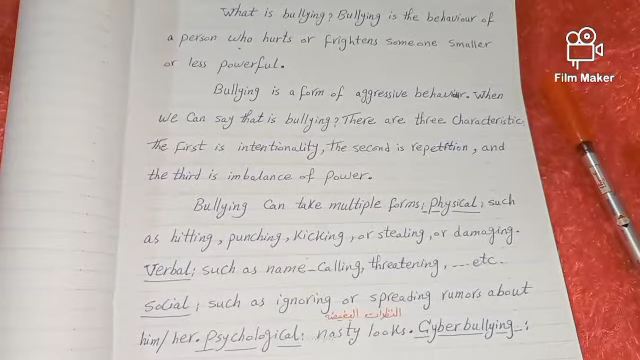 What is bullying? Bullying is the behaviour of
a person who hurts or frightens someone smaller
or less powerful.
Bullying is a form of aggressive behaviur. When
we can say that is bullying? There are three characteristic
The first is intentionality, the second is repetition, and
the third is imbalance of power.
Bullying can take multiple forms: physical; such
as hitting, punching, kicking, or stealing, or damaging.
Verbal; such as name-calling, threatening, ---- etc.
Social; such as ignoring or spreading rumors about
النظرات البغيضة
him/her. Psychological: nasty looks. Cyberbullying:
Film Maker